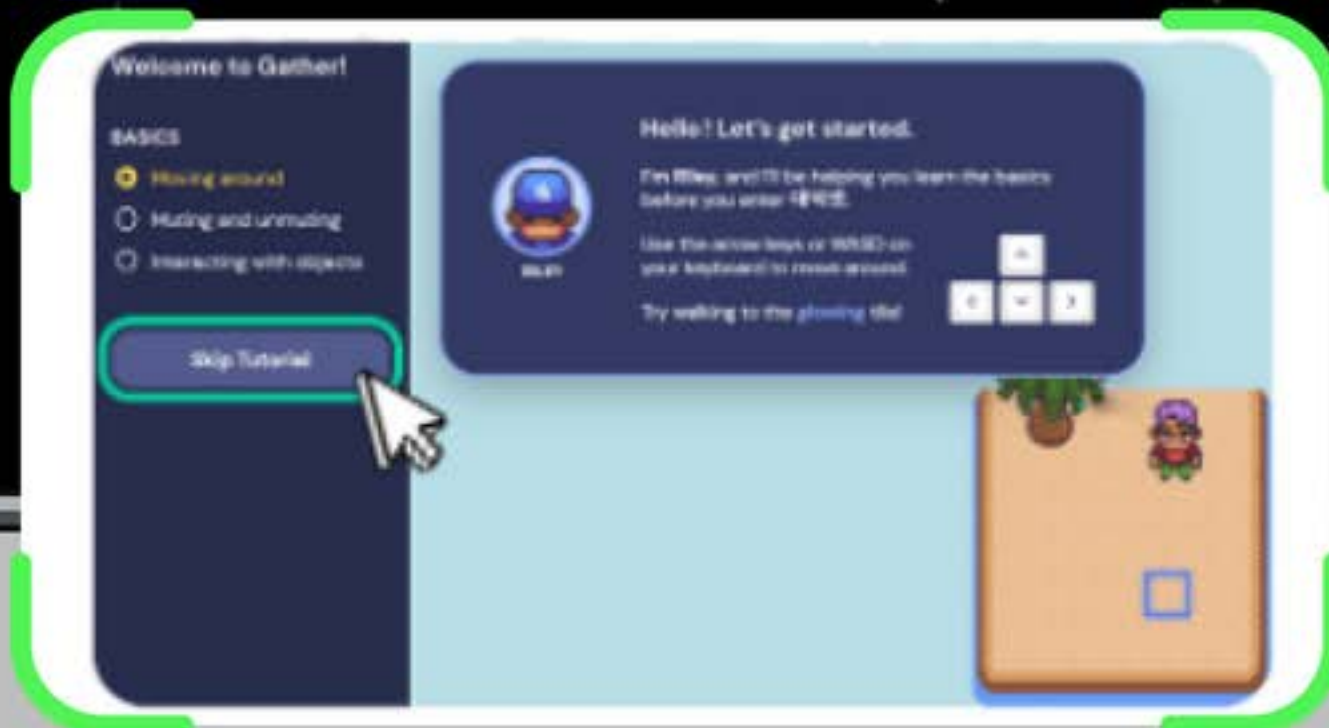 Welcome to Gather!
BASICS
Moving around
Muting and unmuting
Interacting with objects
Skip Tutorial
Hello! Let's get started.
I'm Riley, and I'll be helping you learn the basics
before you enter
RILEY
Use the arrow keys or WASD on
your keyboard to move around.
Try walking to the glowing tile!